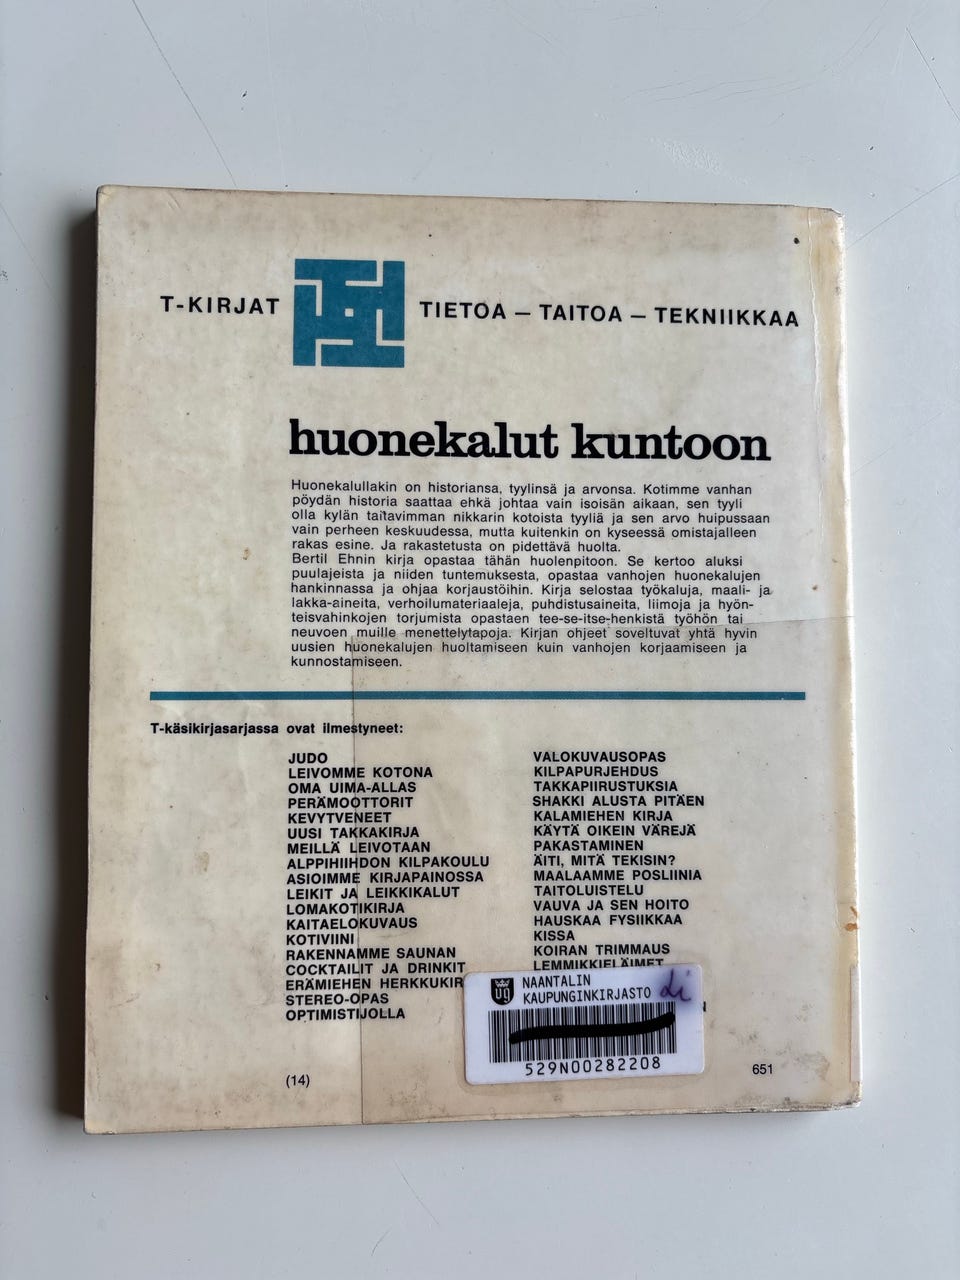 T-KIRJAT
TIETOA — TAITOA — TEKNIIKKAA
huonekalut kuntoon
Huonekalullakin on historiansa, tyylinsä ja arvonsa. Kotimme vanhan
pöydän historia saattaa ehkä johtaa vain isoisän aikaan, sen tyyli
olla kylän taitavimman nikkarin kotoista tyyliä ja sen arvo huipussaan
vain perheen keskuudessa, mutta kuitenkin on kyseessä omistajalleen
rakas esine. Ja rakastetusta on pidettävä huolta.
Bertil Ehnin kirja opastaa tähän huolenpitoon. Se kertoo aluksi
puulajeista ja niiden tuntemuksesta, opastaa vanhojen huonekalujen
hankinnassa ja ohjaa korjaustöihin. Kirja selostaa työkaluja, maali- ja
lakka-aineita, verhoilumateriaaleja, puhdistusaineita, liimoja ja hyön-
teisvahinkojen torjumista opastaen tee-se-itse-henkistä työhön tai
neuvoen muille menettelytapoja. Kirjan ohjeet soveltuvat yhtä hyvin
uusien huonekalujen huoltamiseen kuin vanhojen korjaamiseen ja
kunnostamiseen.
T-käsikirjasarjassa ovat ilmestyneet:
JUDO
LEIVOMME KOTONA
OMA UIMA-ALLAS
PERÄMOOTTORIT
KEVYTVENEET
UUSI TAKKAKIRJA
MEILLÄ LEIVOTAAN
ALPPIHIIHDON KILPAKOULU
ASIOIMME KIRJAPAINOSSA
LEIKIT JA LEIKKIKALUT
LOMAKOTIKIRJA
KAITAELOKUVAUS
KOTIVIINI
RAKENNAMME SAUNAN
COCKTAILIT JA DRINKIT
ERÄMIEHEN HERKKUKIR
STEREO-OPAS
OPTIMISTIJOLLA
VALOKUVAUSOPAS
KILPAPURJEHDUS
TAKKAPIIRUSTUKSIA
SHAKKI ALUSTA PITÄEN
KALAMIEHEN KIRJA
KÄYTÄ OIKEIN VÄREJÄ
PAKASTAMINEN
ÄITI, MITÄ TEKISIN?
MAALAAMME POSLIINIA
TAITOLUISTELU
VAUVA JA SEN HOITO
HAUSKAA FYSIIKKAA
KISSA
KOIRAN TRIMMAUS
LEMMIKKIELÄIMET
NAANTALIN
KAUPUNGINKIRJASTO
529N00282208
(14)
651